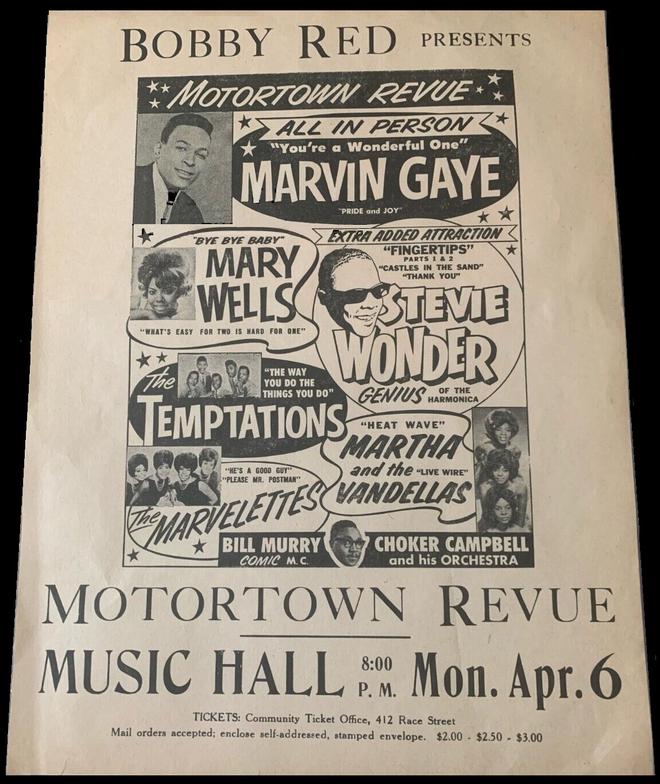 BOBBY RED PRESENTS
MOTORTOWN REVUE
ALL IN PERSON
"You're a Wonderful One"
MARVIN GAYE
"PRIDE and JOY"
"BYE BYE BABY"
MARY
WELLS
"WHAT'S EASY FOR TWO IS HARD FOR ONE"
EXTRA ADDED ATTRACTION
"FINGERTIPS"
PARTS 1 & 2
"CASTLES IN THE SAND"
"THANK YOU"
STEVIE
WONDER
GENIUS OF THE
HARMONICA
The
"THE WAY
YOU DO THE
THINGS YOU DO"
TEMPTATIONS
"HEAT WAVE"
MARTHA
and the "LIVE WIRE"
VANDELLAS
"HE'S A GOOD GUY"
"PLEASE MR. POSTMAN"
The MARVELETTES
BILL MURRY
COMIC M.C.
CHOKER CAMPBELL
and his ORCHESTRA
MOTORTOWN REVUE
MUSIC HALL 8:00 P. M. Mon. Apr. 6
TICKETS: Community Ticket Office, 412 Race Street
Mail orders accepted; enclose self-addressed, stamped envelope. $2.00 - $2.50 - $3.00